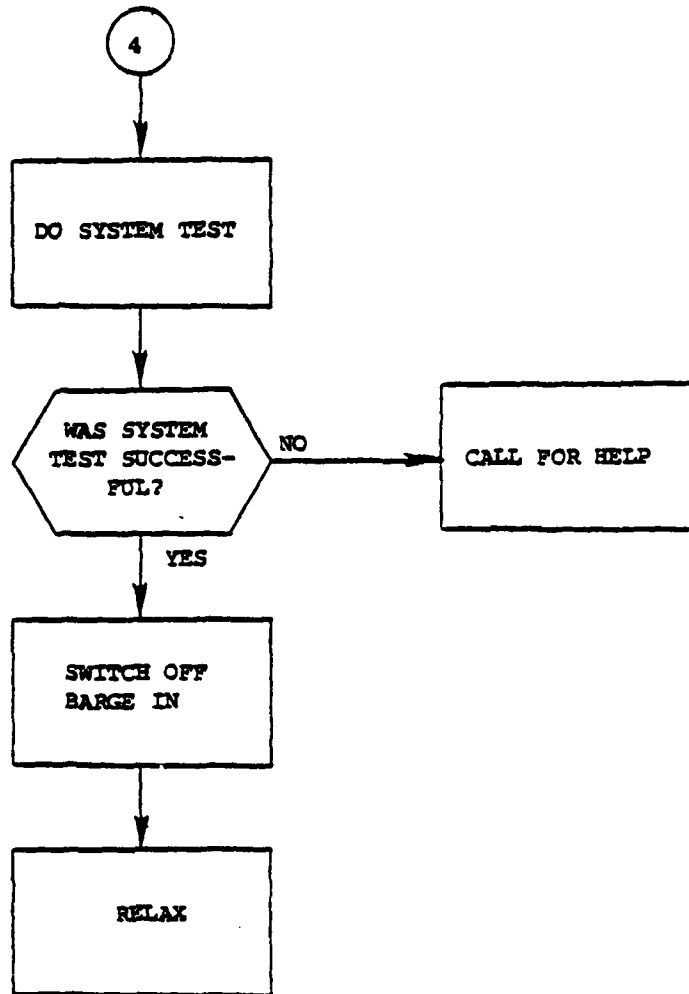 4
DO SYSTEM TEST
WAS SYSTEM
TEST SUCCESS-
FUL?
NO
CALL FOR HELP
YES
SWITCH OFF
BARGE IN
RELAX